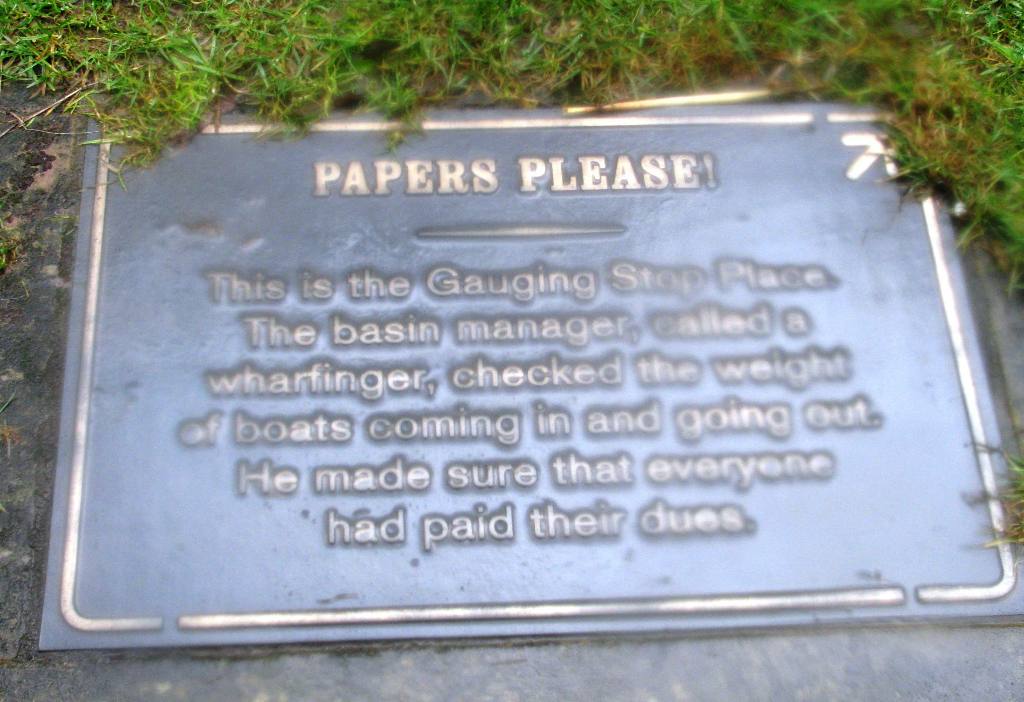 PAPERS PLEASE!
This is the Gauging Stop Place.
The basin manager, called a
wharfinger, checked the weight
of boats coming in and going out.
He made sure that everyone
had paid their dues.